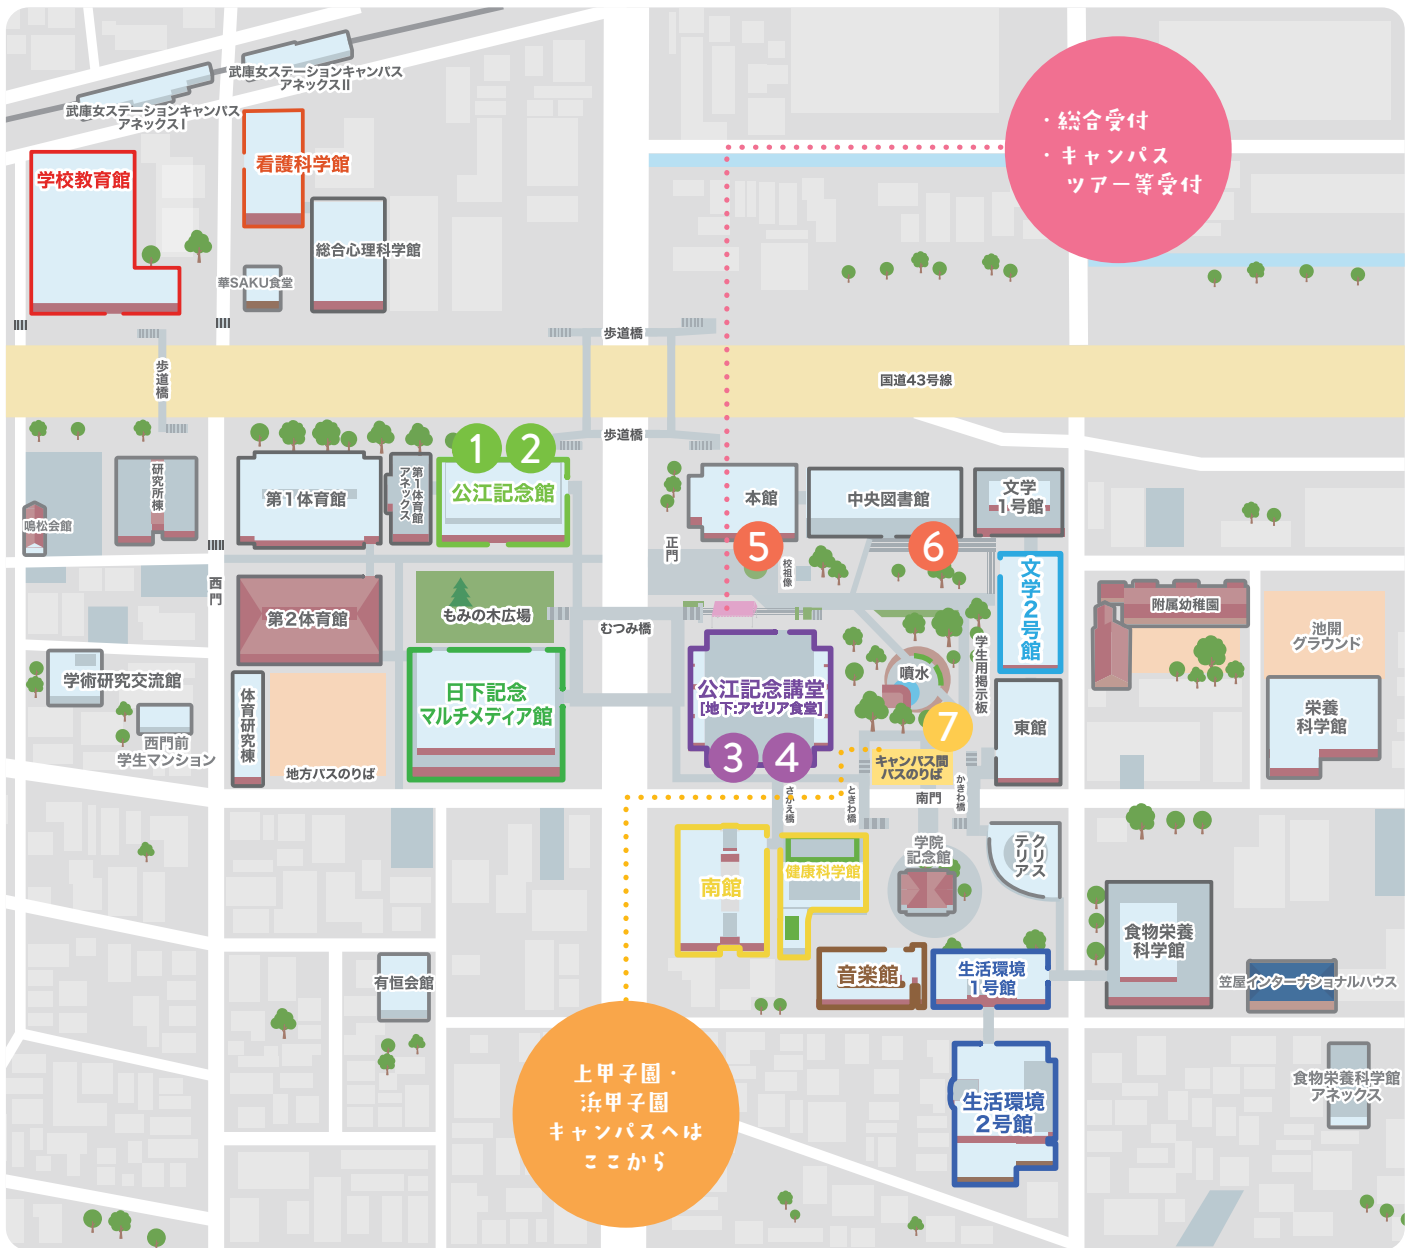 武庫女ステーションキャンパス
アネックスⅡ
武庫女ステーションキャンパス
アネックスⅠ
・総合受付
・キャンパス
ツアー等受付
看護科学館
学校教育館
総合心理科学館
華SAKU食堂
歩道橋
歩道橋
国道43号線
歩道橋
1
2
研究所棟
鳴松会館
第1体育館
第1体育館
アネックス
公江記念館
本館
中央図書館
文学
1号館
正門
5
校祖像
6
文学2号館
西門
第2体育館
もみの木広場
むつみ橋
附属幼稚園
池開
グラウンド
学生用掲示板
噴水
学術研究交流館
体育研究棟
日下記念
マルチメディア館
公江記念講堂
[地下:アゼリア食堂]
栄養
科学館
東館
7
西門前
学生マンション
地方バスのりば
3
4
キャンパス間
バスのりば
さかえ橋
ときわ橋
南門
かきわ橋
学院
記念館
クリ
テリアス
南館
健康科学館
食物栄養
科学館
音楽館
生活環境
1号館
有恒会館
笠屋インターナショナルハウス
上甲子園・
浜甲子園
キャンパスへは
ここから
生活環境
2号館
食物栄養科学館
アネックス